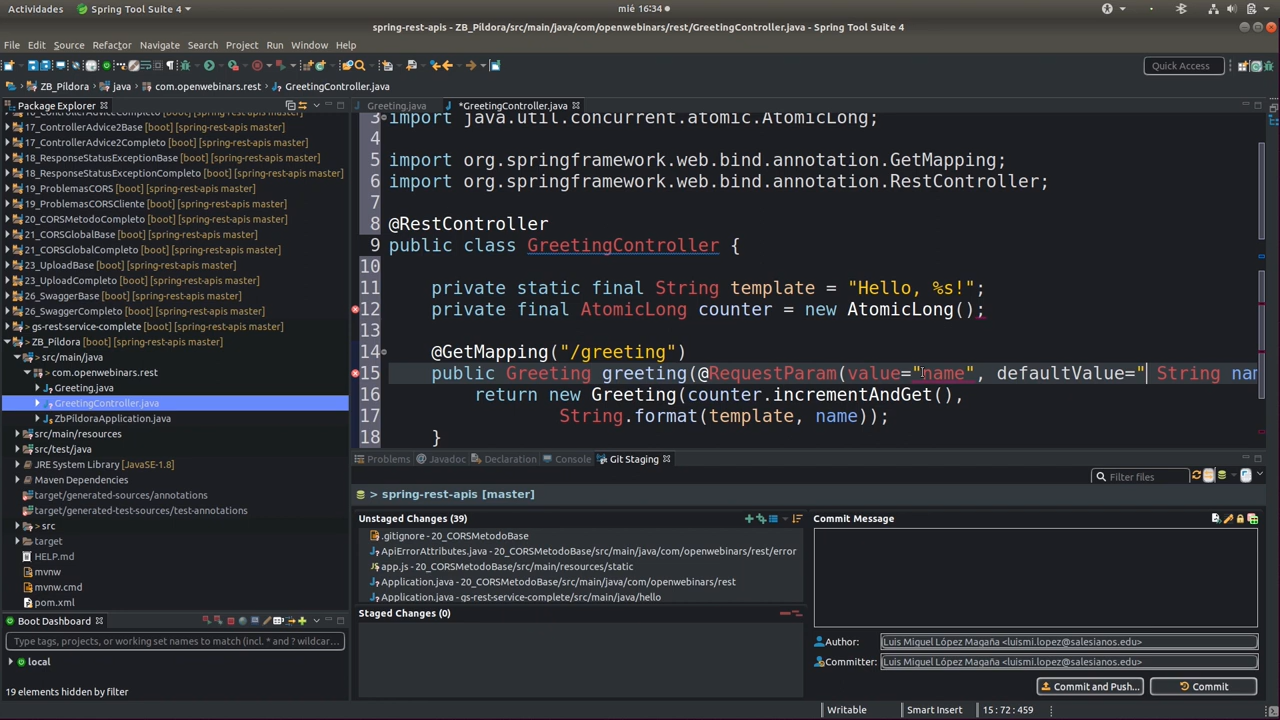 Actividades Spring Tool Suite 4 mié 16:34
spring-rest-apis - ZB_Pildora/src/main/java/com/openwebinars/rest/GreetingController.java - Spring Tool Suite 4
File Edit Source Refactor Navigate Search Project Run Window Help
Quick Access
ZB_Pildora java com.openwebinars.rest GreetingController.java
Package Explorer
16_ControllerAdviceCompleto [boot] [spring-rest-apis master]
17_ControllerAdvice2Base [boot] [spring-rest-apis master]
17_ControllerAdvice2Completo [boot] [spring-rest-apis master]
18_ResponseStatusExceptionBase [boot] [spring-rest-apis master]
18_ResponseStatusExceptionCompleto [boot] [spring-rest-apis master]
19_ProblemasCORS [boot] [spring-rest-apis master]
19_ProblemasCORSCliente [boot] [spring-rest-apis master]
20_CORSMetodoCompleto [boot] [spring-rest-apis master]
21_CORSGlobalBase [boot] [spring-rest-apis master]
21_CORSGlobalCompleto [boot] [spring-rest-apis master]
23_UploadBase [boot] [spring-rest-apis master]
23_UploadCompleto [boot] [spring-rest-apis master]
26_SwaggerBase [boot] [spring-rest-apis master]
26_SwaggerCompleto [boot] [spring-rest-apis master]
gs-rest-service-complete [boot] [spring-rest-apis master]
ZB_Pildora [boot] [spring-rest-apis master]
src/main/java
com.openwebinars.rest
Greeting.java
GreetingController.java
ZbPildoraApplication.java
src/main/resources
src/test/java
JRE System Library [JavaSE-1.8]
Maven Dependencies
target/generated-sources/annotations
target/generated-test-sources/test-annotations
src
target
HELP.md
mvnw
mvnw.cmd
pom.xml
Boot Dashboard
Type tags, projects, or working set names to match (incl. * and ? wildcar...
local
19 elements hidden by filter
Greeting.java *GreetingController.java
3 import java.util.concurrent.atomic.AtomicLong;
4
5 import org.springframework.web.bind.annotation.GetMapping;
6 import org.springframework.web.bind.annotation.RestController;
7
8 @RestController
9 public class GreetingController {
10
11 private static final String template = "Hello, %s!";
12 private final AtomicLong counter = new AtomicLong();
13
14 @GetMapping("/greeting")
15 public Greeting greeting(@RequestParam(value="name", defaultValue=" String nam
16 return new Greeting(counter.incrementAndGet(),
17 String.format(template, name));
18 }
Problems Javadoc Declaration Console Git Staging
Filter files
> spring-rest-apis [master]
Unstaged Changes (39)
.gitignore - 20_CORSMetodoBase
ApiErrorAttributes.java - 20_CORSMetodoBase/src/main/java/com/openwebinars/rest/error
app.js - 20_CORSMetodoBase/src/main/resources/static
Application.java - 20_CORSMetodoBase/src/main/java/com/openwebinars/rest
Application.java - gs-rest-service-complete/src/main/java/hello
Staged Changes (0)
Commit Message
Author: Luis Miguel López Magaña <luismi.lopez@salesianos.edu>
Committer: Luis Miguel López Magaña <luismi.lopez@salesianos.edu>
Commit and Push... Commit
Writable Smart Insert 15 : 72 : 459